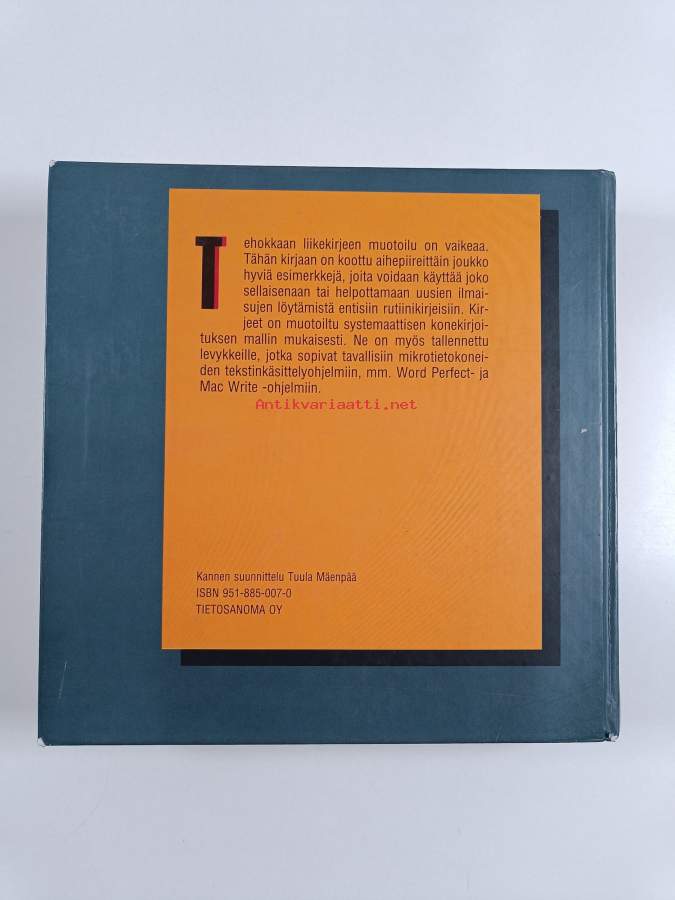 Tehokkaan liikekirjeen muotoilu on vaikeaa.
Tähän kirjaan on koottu aihepiireittäin joukko
hyviä esimerkkejä, joita voidaan käyttää joko
sellaisenaan tai helpottamaan uusien ilmai-
sujen löytämistä entisiin rutiinikirjeisiin. Kir-
jeet on muotoiltu systemaattisen konekirjoi-
tuksen mallin mukaisesti. Ne on myös tallennettu
levykkeille, jotka sopivat tavallisiin mikrotietokonei-
den tekstinkäsittelyohjelmiin, mm. Word Perfect- ja
Mac Write -ohjelmiin.
Antikvariaatti.net
Kannen suunnittelu Tuula Mäenpää
ISBN 951-885-007-0
TIETOSANOMA OY